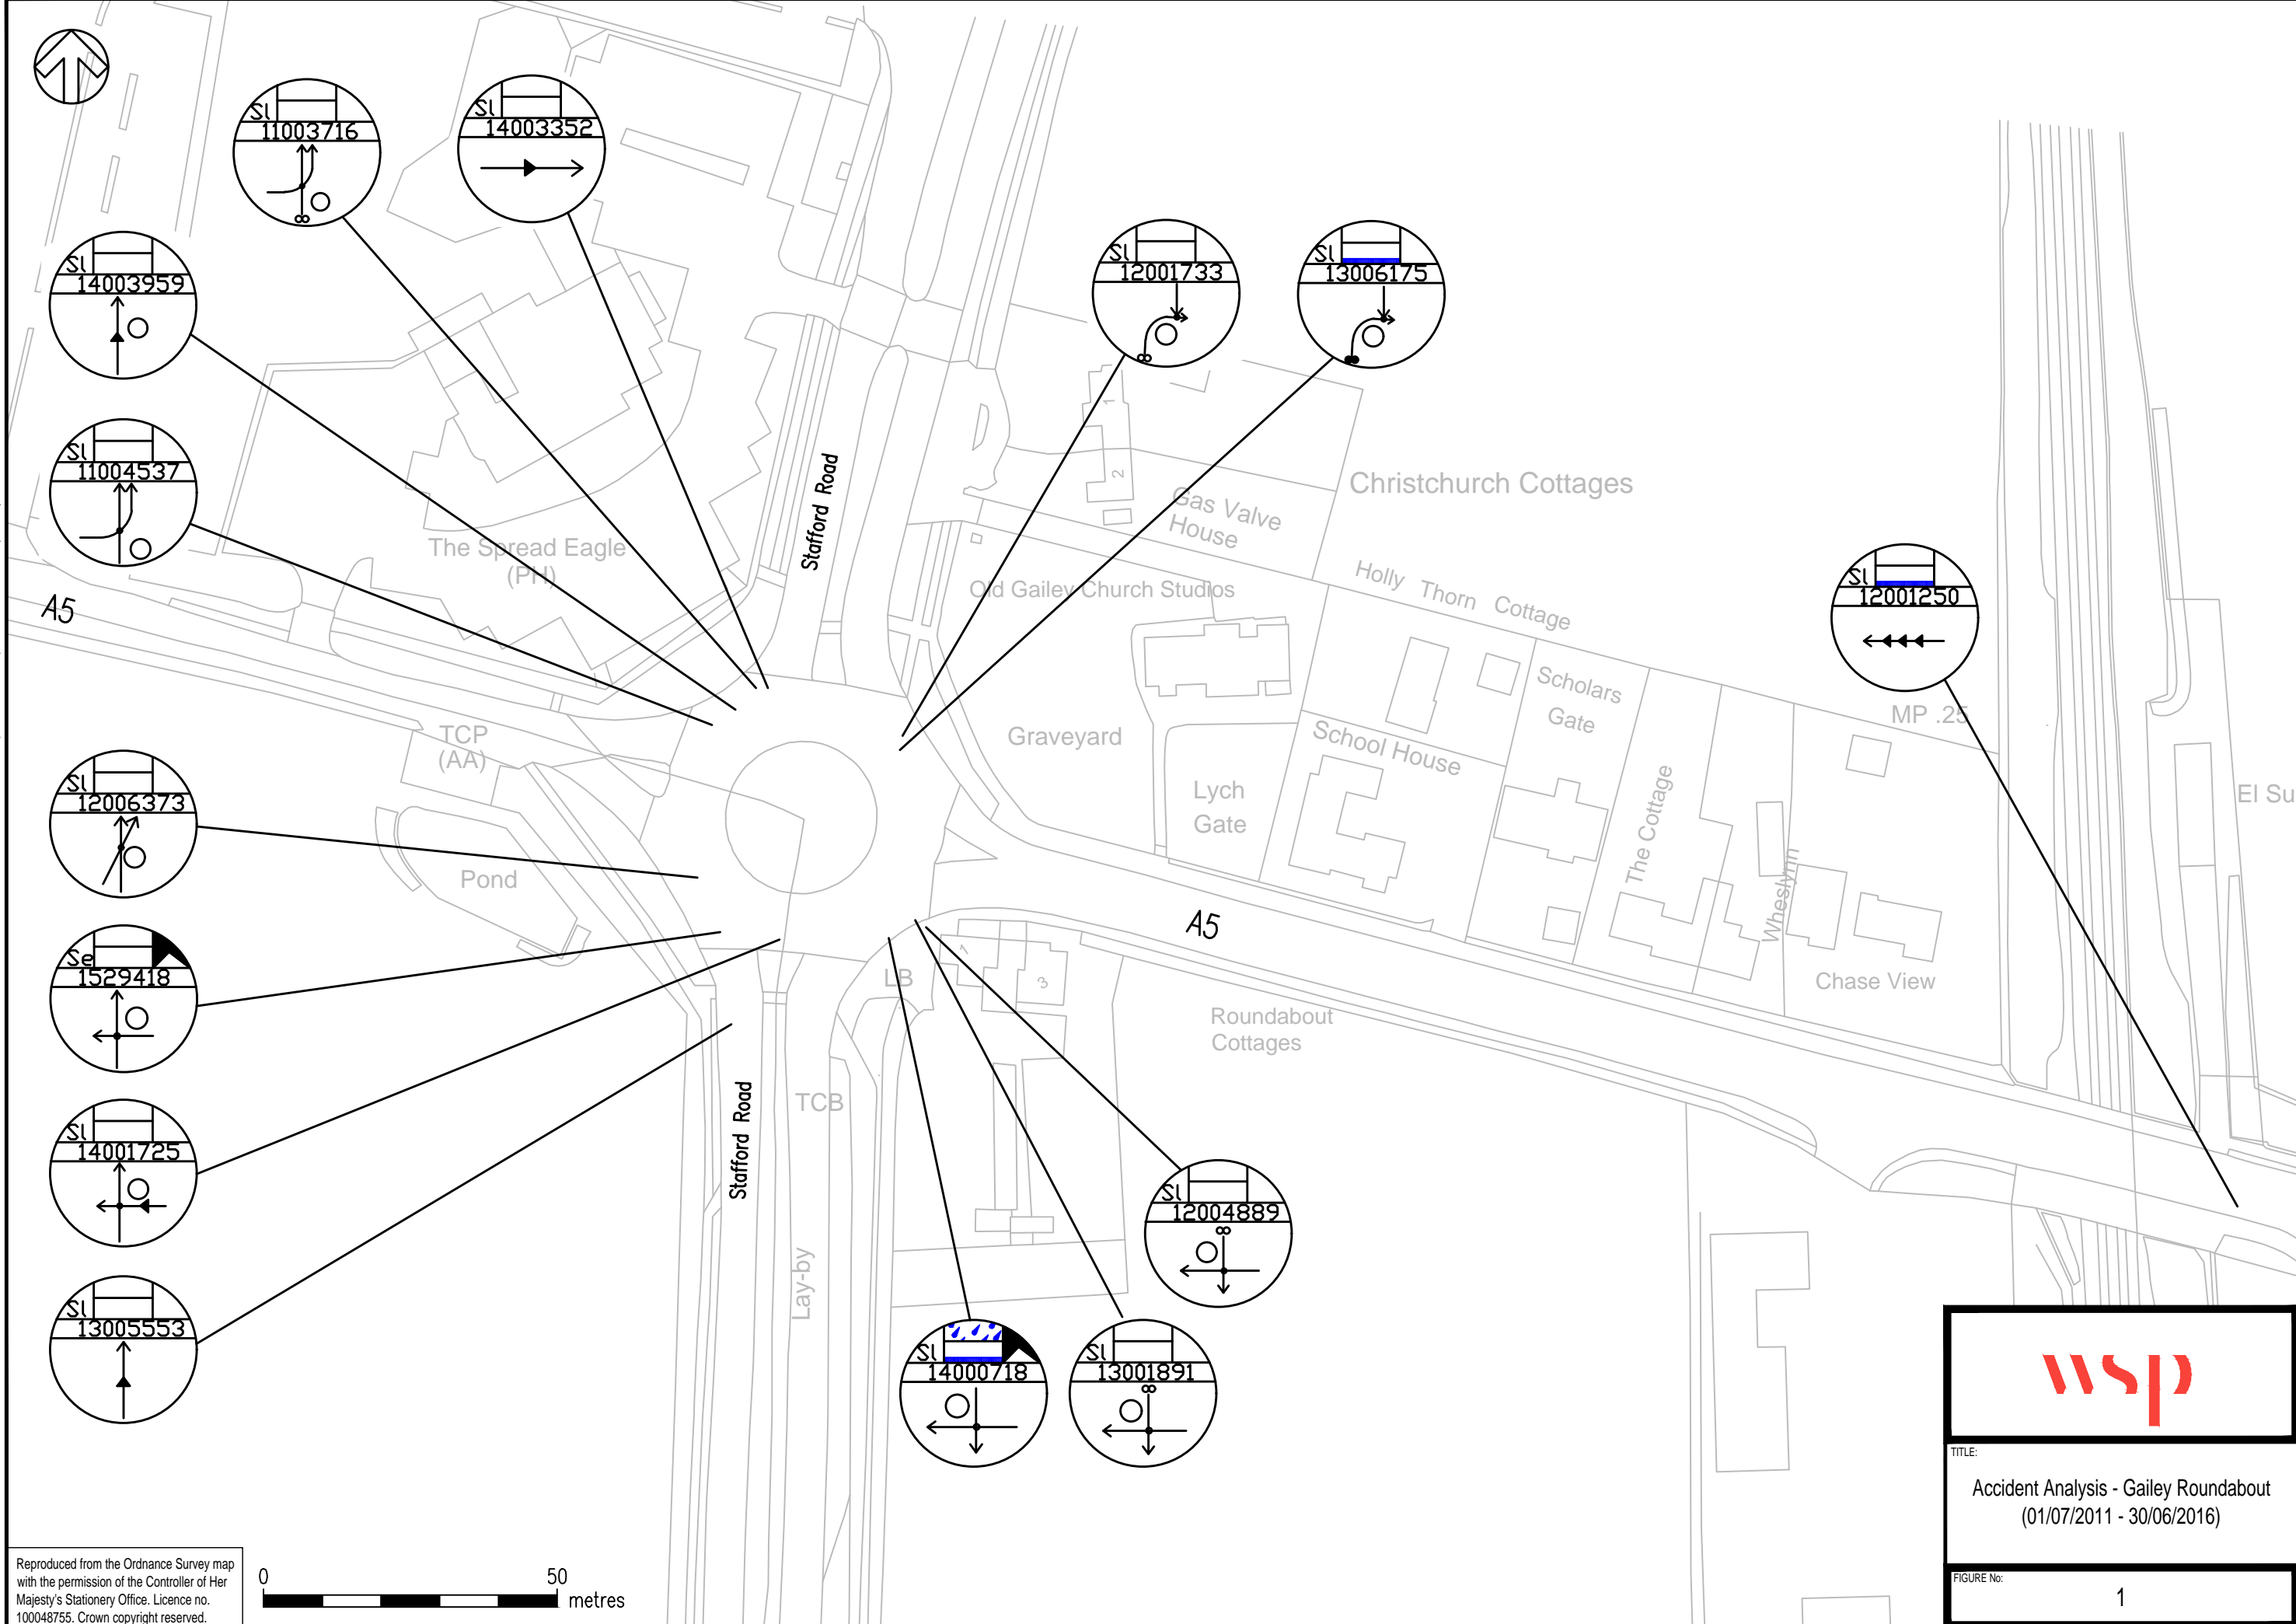 Sl
11003716
Sl
14003352
Sl
14003959
Sl
12001733
Sl
13006175
Sl
11004537
Stafford Road
Christchurch Cottages
1
2
Gas Valve
House
The Spread Eagle
(PH)
Old Gailey Church Studios
Holly Thorn Cottage
Sl
12001250
A5
TCP
(AA)
Graveyard
School House
Scholars
Gate
MP .25
Lych
Gate
The Cottage
El Su
Sl
12006373
Pond
Wheslynn
A5
Se
1529418
LB
1
3
Chase View
Roundabout
Cottages
Stafford Road
TCB
Sl
14001725
Sl
12004889
Lay-by
Sl
13005553
Sl
14000718
Sl
13001891
wsp
TITLE:
Accident Analysis - Gailey Roundabout
(01/07/2011 - 30/06/2016)
FIGURE No:
1
Reproduced from the Ordnance Survey map
with the permission of the Controller of Her
Majesty's Stationery Office. Licence no.
100048755. Crown copyright reserved.
0 50
metres